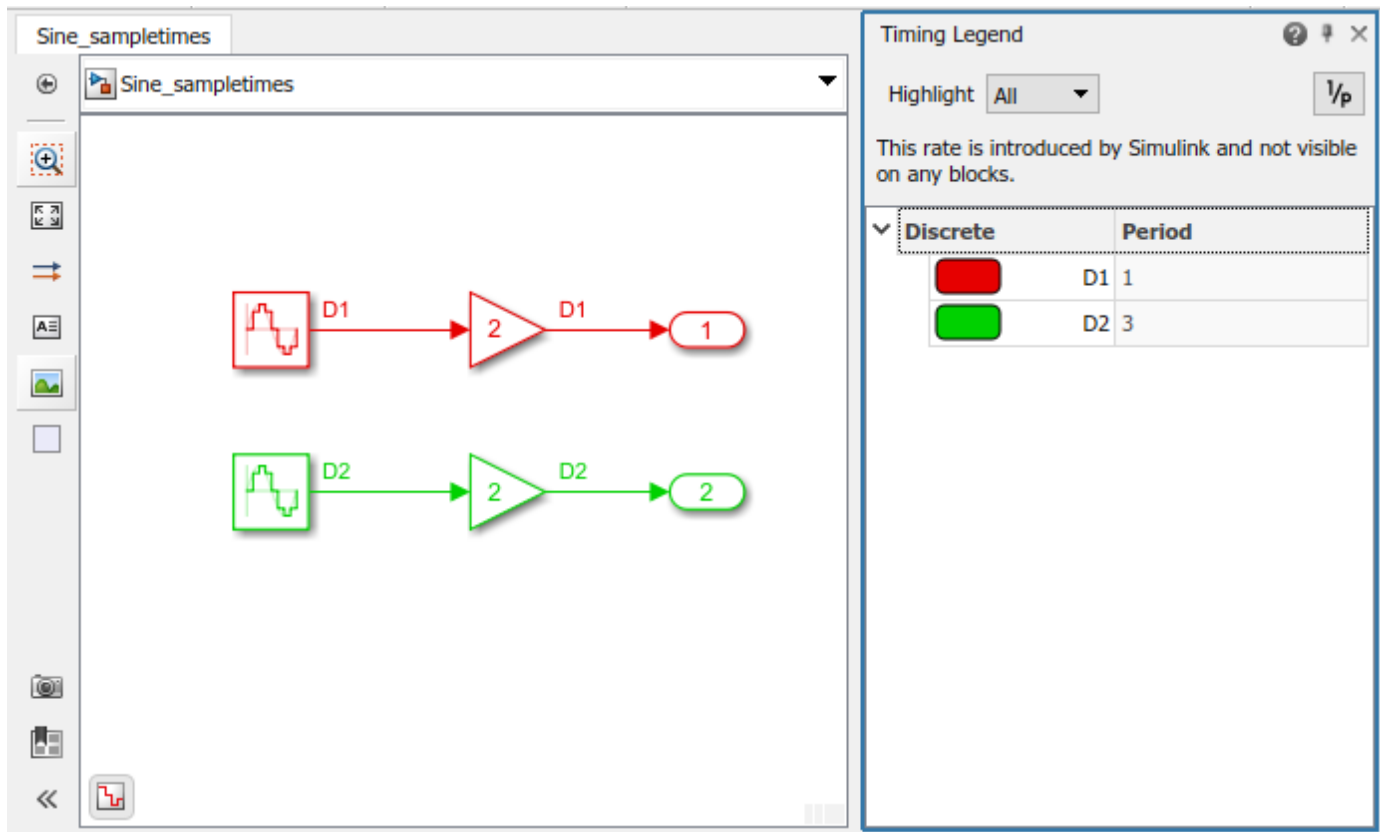 Sine_sampletimes
Sine_sampletimes
D1
2
D1
1
D2
2
D2
2
Timing Legend
Highlight All
1/p
This rate is introduced by Simulink and not visible
on any blocks.
Discrete Period
D1 1
D2 3